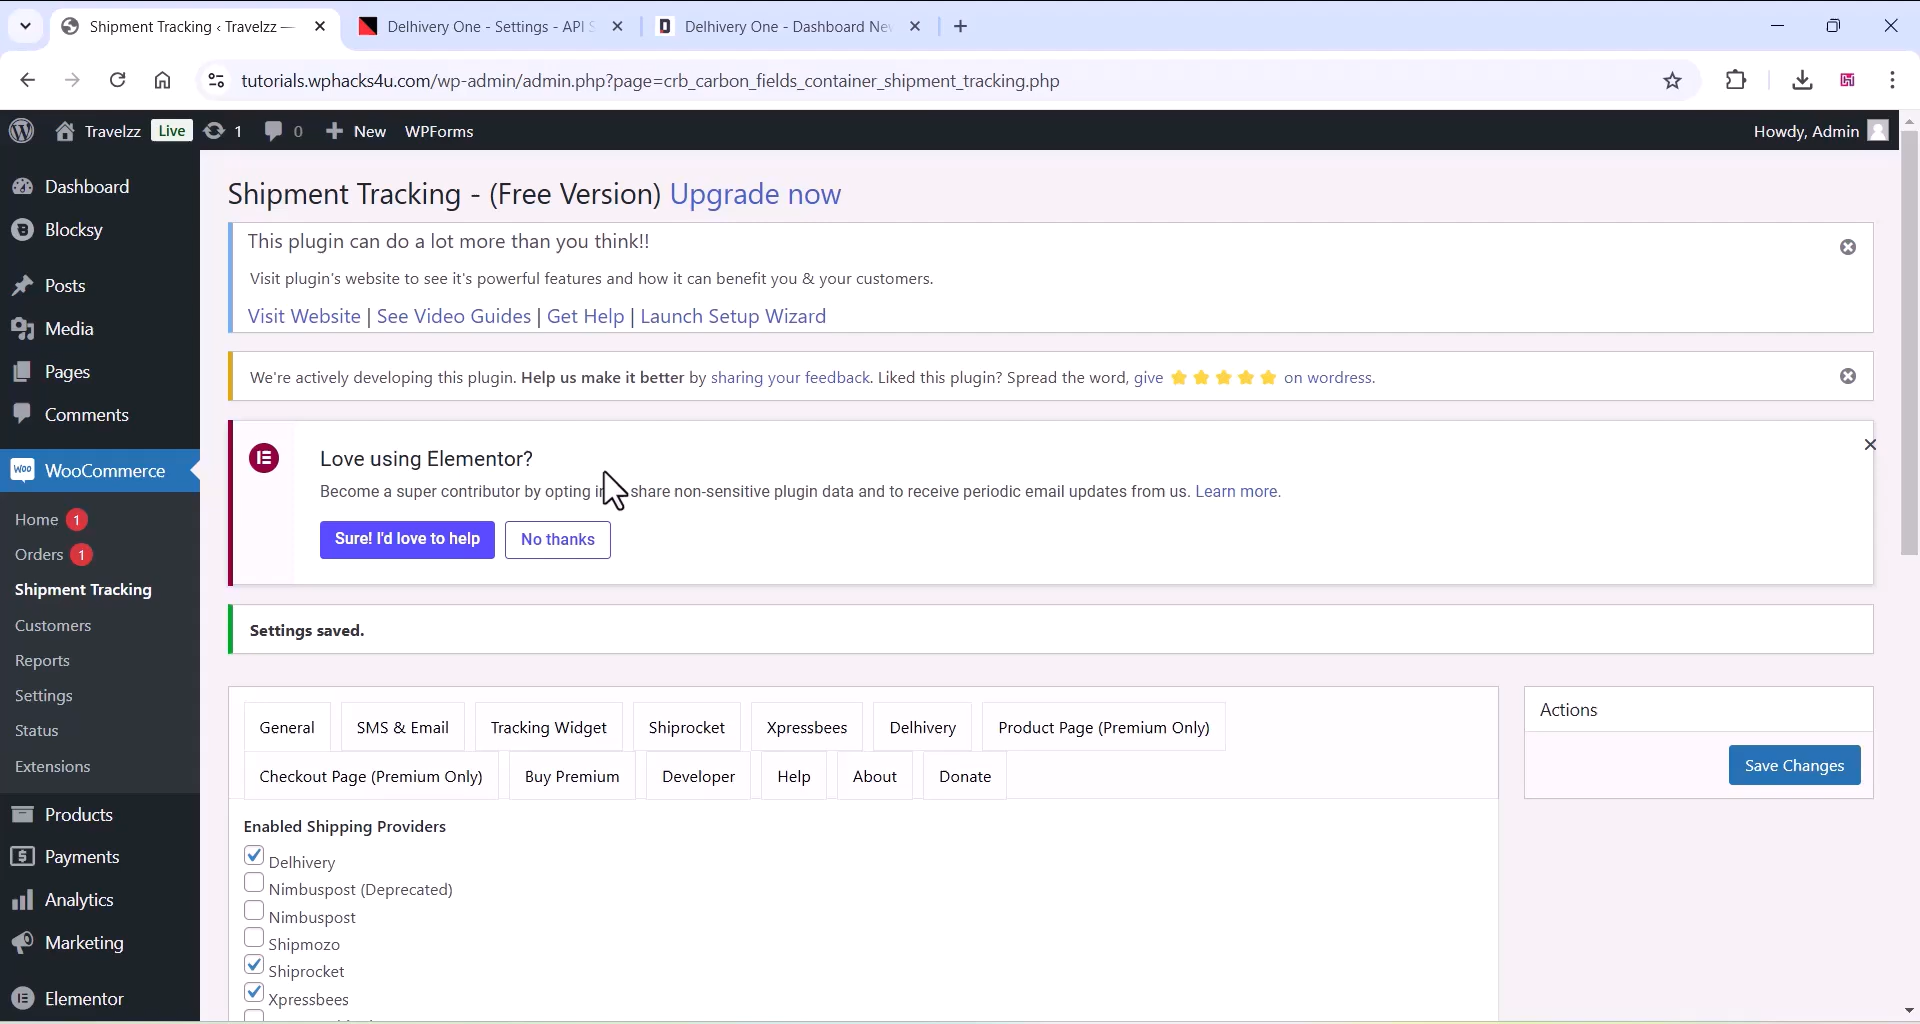 Shipment Tracking ‹ Travelzz —
Delhivery One - Settings - API S
Delhivery One - Dashboard Ne
tutorials.wphacks4u.com/wp-admin/admin.php?page=crb_carbon_fields_container_shipment_tracking.php
Travelzz Live 1 0 New WPForms
Howdy, Admin
Dashboard
Blocksy
Posts
Media
Pages
Comments
WooCommerce
Home 1
Orders 1
Shipment Tracking
Customers
Reports
Settings
Status
Extensions
Products
Payments
Analytics
Marketing
Elementor
Shipment Tracking - (Free Version) Upgrade now
This plugin can do a lot more than you think!!
Visit plugin's website to see it's powerful features and how it can benefit you & your customers.
Visit Website | See Video Guides | Get Help | Launch Setup Wizard
We're actively developing this plugin. Help us make it better by sharing your feedback. Liked this plugin? Spread the word, give ⭐⭐⭐⭐⭐ on wordress.
Love using Elementor?
Become a super contributor by opting in share non-sensitive plugin data and to receive periodic email updates from us. Learn more.
Sure! I'd love to help
No thanks
Settings saved.
General
SMS & Email
Tracking Widget
Shiprocket
Xpressbees
Delhivery
Product Page (Premium Only)
Checkout Page (Premium Only)
Buy Premium
Developer
Help
About
Donate
Actions
Save Changes
Enabled Shipping Providers
Delhivery
Nimbuspost (Deprecated)
Nimbuspost
Shipmozo
Shiprocket
Xpressbees